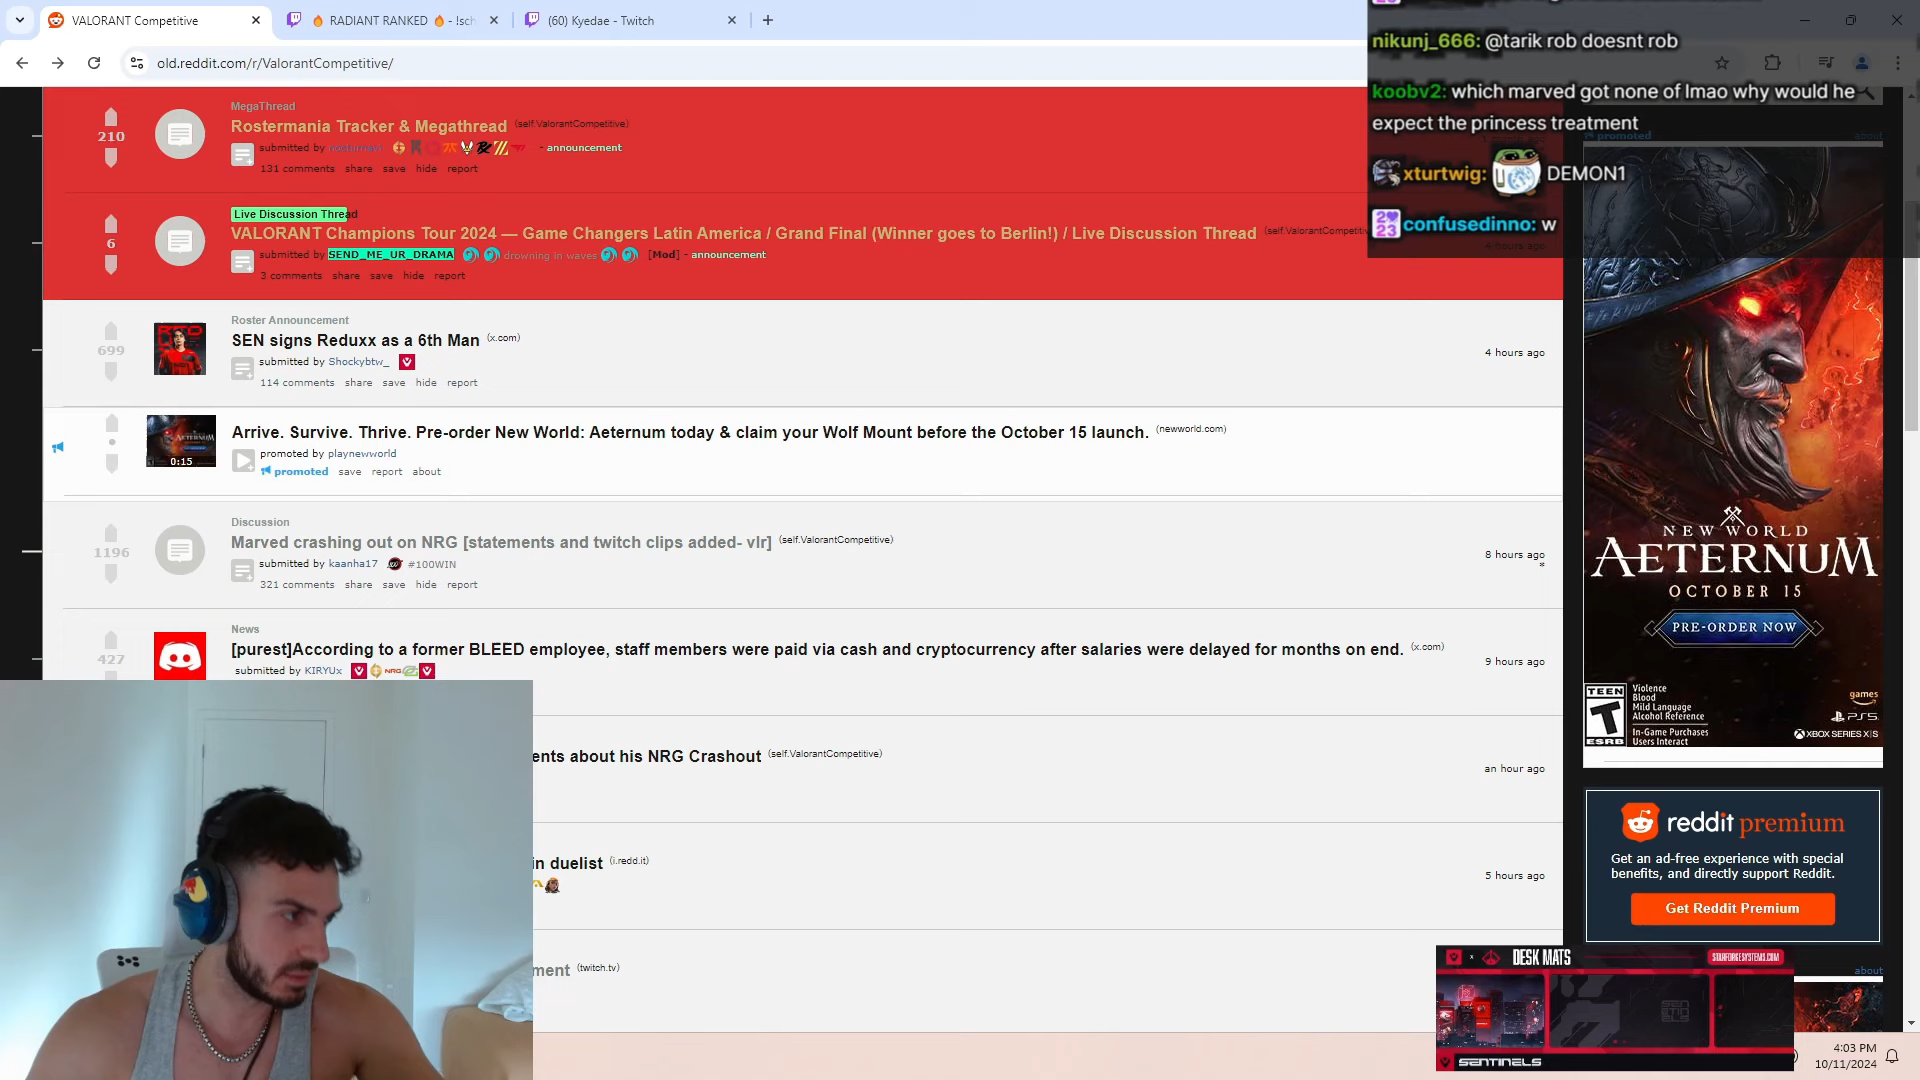 VALORANT Competitive
RADIANT RANKED - !sch
(60) Kyedae - Twitch
old.reddit.com/r/ValorantCompetitive/
nikunj_666: @tarik rob doesnt rob
koobv2: which marved got none of lmao why would he
expect the princess treatment
xturtwig: DEMON1
2
23
confusedinno: w
MegaThread
210
Rostermania Tracker & Megathread (self.ValorantCompetitive)
submitted by
- announcement
131 comments share save hide report
Live Discussion Thread
6
VALORANT Champions Tour 2024 — Game Changers Latin America / Grand Final (Winner goes to Berlin!) / Live Discussion Thread
submitted by SEND_ME_UR_DRAMA drowning in waves [Mod] - announcement
3 comments share save hide report
Roster Announcement
699
SEN signs Reduxx as a 6th Man (x.com)
submitted by Shockybtw_
114 comments share save hide report
4 hours ago
Arrive. Survive. Thrive. Pre-order New World: Aeternum today & claim your Wolf Mount before the October 15 launch. (newworld.com)
0:15
promoted by playnewworld
promoted save report about
Discussion
1196
Marved crashing out on NRG [statements and twitch clips added- vlr] (self.ValorantCompetitive)
submitted by kaanha17 #100WIN
321 comments share save hide report
8 hours ago
*
News
427
[purest]According to a former BLEED employee, staff members were paid via cash and cryptocurrency after salaries were delayed for months on end. (x.com)
submitted by KIRYUx NRG
9 hours ago
ents about his NRG Crashout (self.ValorantCompetitive)
an hour ago
in duelist (i.redd.it)
5 hours ago
ment (twitch.tv)
promoted
about
NEW WORLD
AETERNUM
OCTOBER 15
PRE-ORDER NOW
TEEN
T
ESRB
Violence
Blood
Mild Language
Alcohol Reference
In-Game Purchases
Users Interact
games
PS5
XBOX SERIES X|S
reddit premium
Get an ad-free experience with special
benefits, and directly support Reddit.
Get Reddit Premium
about
DESK MATS
STARFORGESYSTEMS.COM
SENTINELS
4:03 PM
10/11/2024